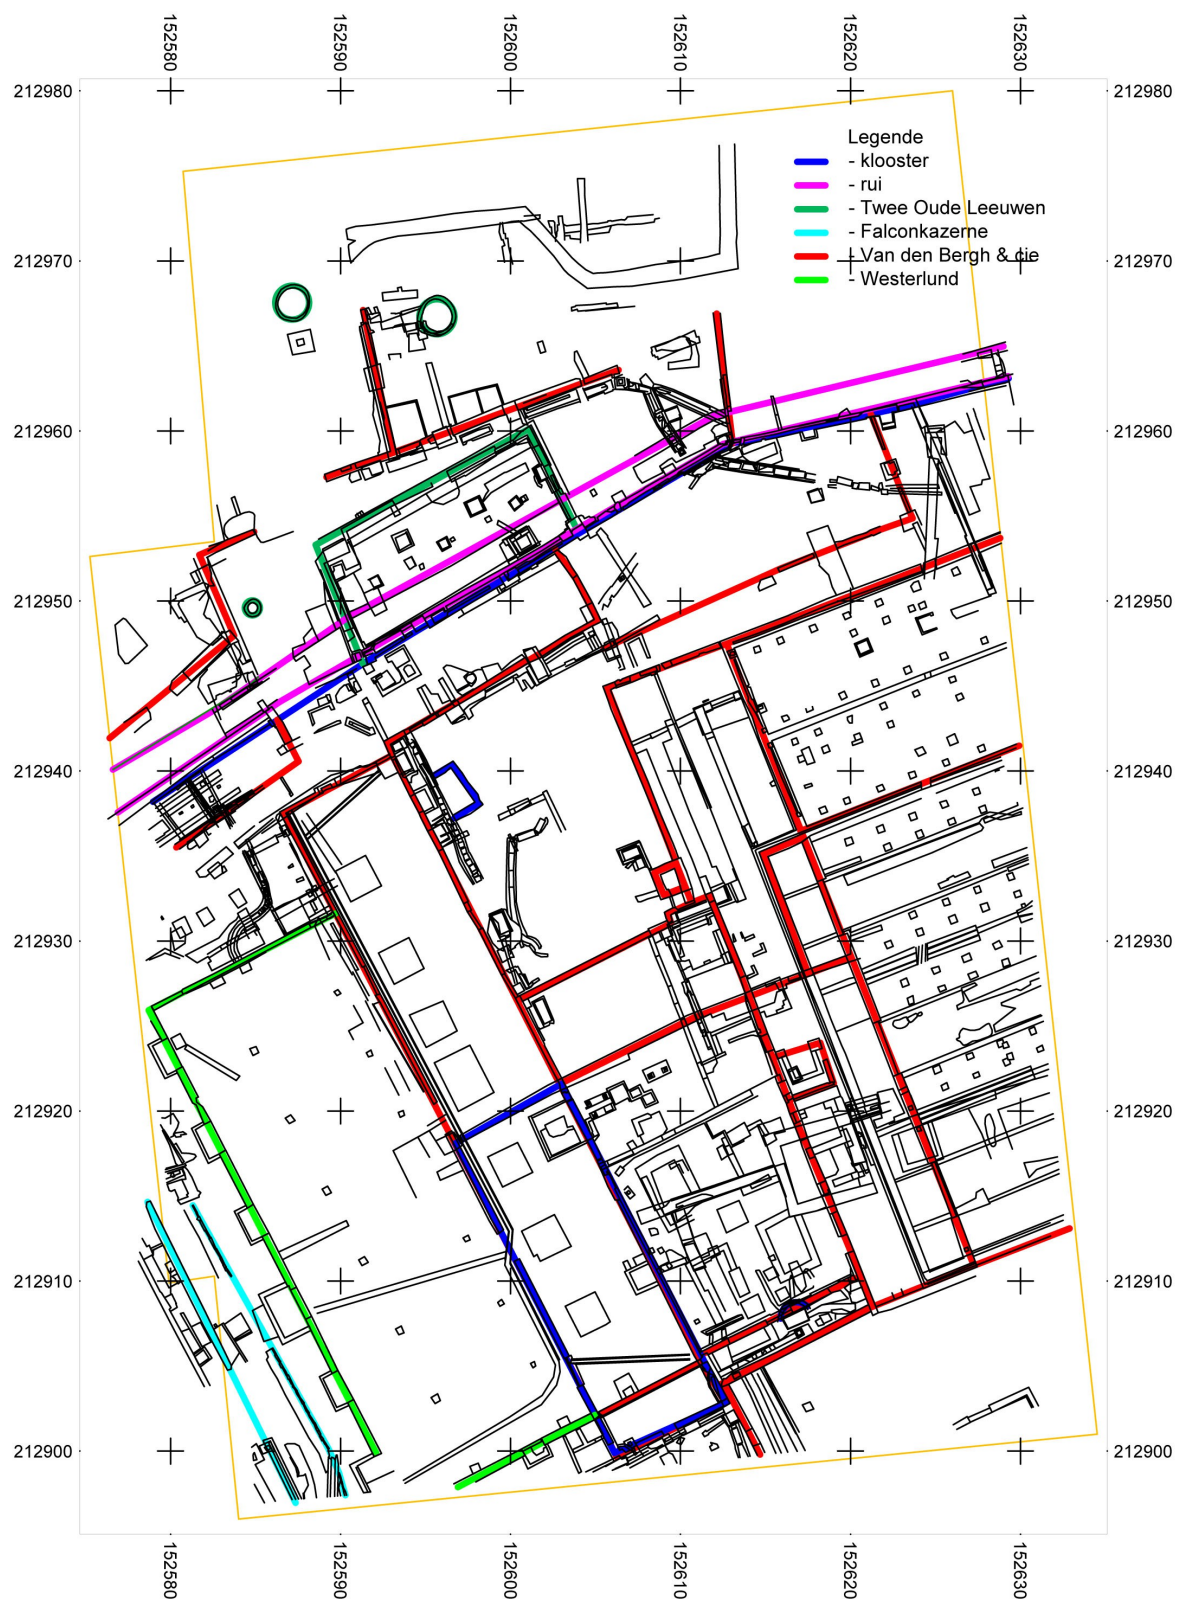 152580 152590 152600 152610 152620 152630
212980 212980
Legende
- klooster
- rui
- Twee Oude Leeuwen
- Falconkazerne
212970 - Van den Bergh & cie 212970
- Westerlund
212960 212960
212950 212950
212940 212940
212930 212930
212920 212920
212910 212910
212900 212900
152580 152590 152600 152610 152620 152630